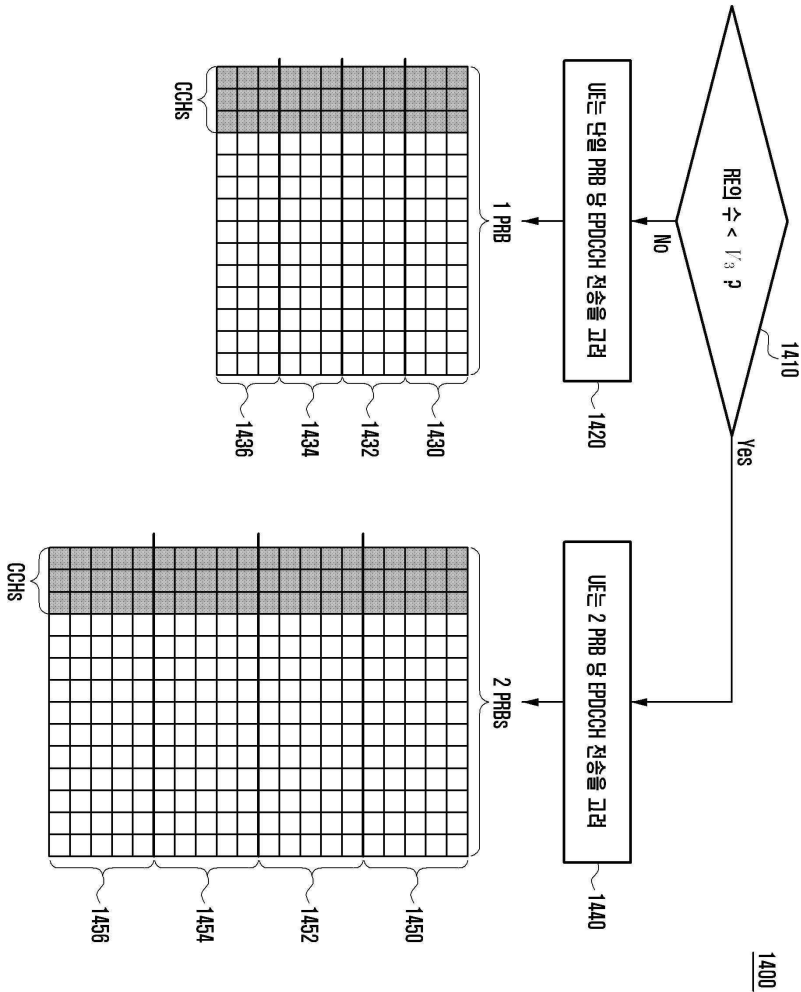 1400
RE의 수 < V₃ ?
1410
No
Yes
UE는 단일 PRB 당 EPDCCH 전송을 고려
1420
UE는 2 PRB 당 EPDCCH 전송을 고려
1440
1 PRB
CCHs
1430
1432
1434
1436
2 PRBs
CCHs
1450
1452
1454
1456